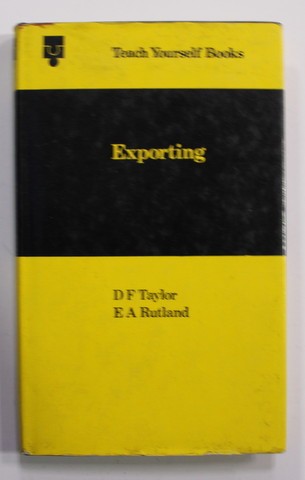 Teach Yourself Books
Exporting
D F Taylor
E A Rutland